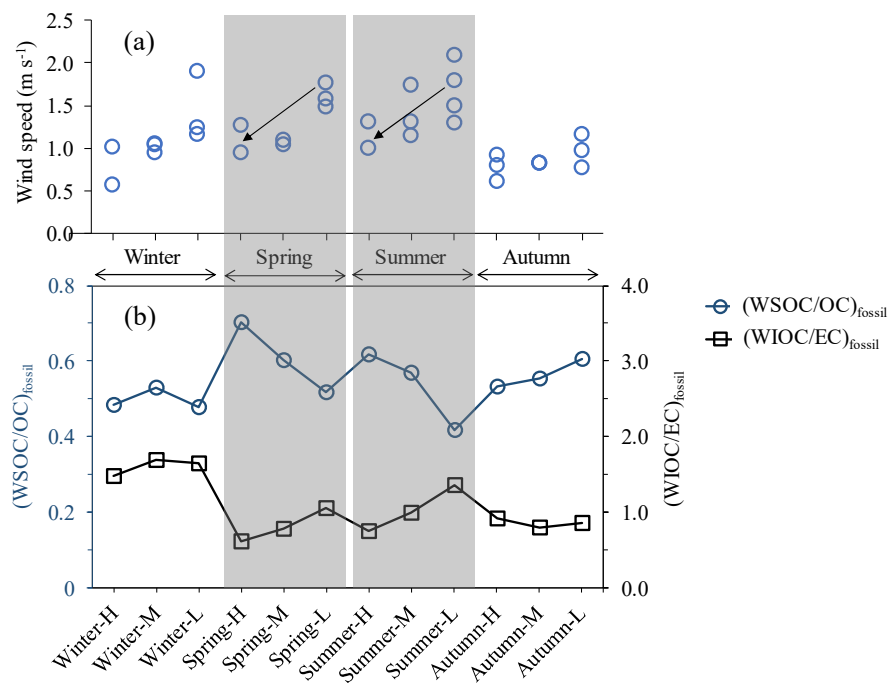 (a)
Wind speed (m s⁻¹)
2.5
2.0
1.5
1.0
0.5
0.0
Winter
Spring
Summer
Autumn
(b)
(WSOC/OC)fossil
0.8
0.6
0.4
0.2
0
4.0
3.0
2.0
1.0
0.0
(WIOC/EC)fossil
(WSOC/OC)fossil
(WIOC/EC)fossil
Winter-H
Winter-M
Winter-L
Spring-H
Spring-M
Spring-L
Summer-H
Summer-M
Summer-L
Autumn-H
Autumn-M
Autumn-L